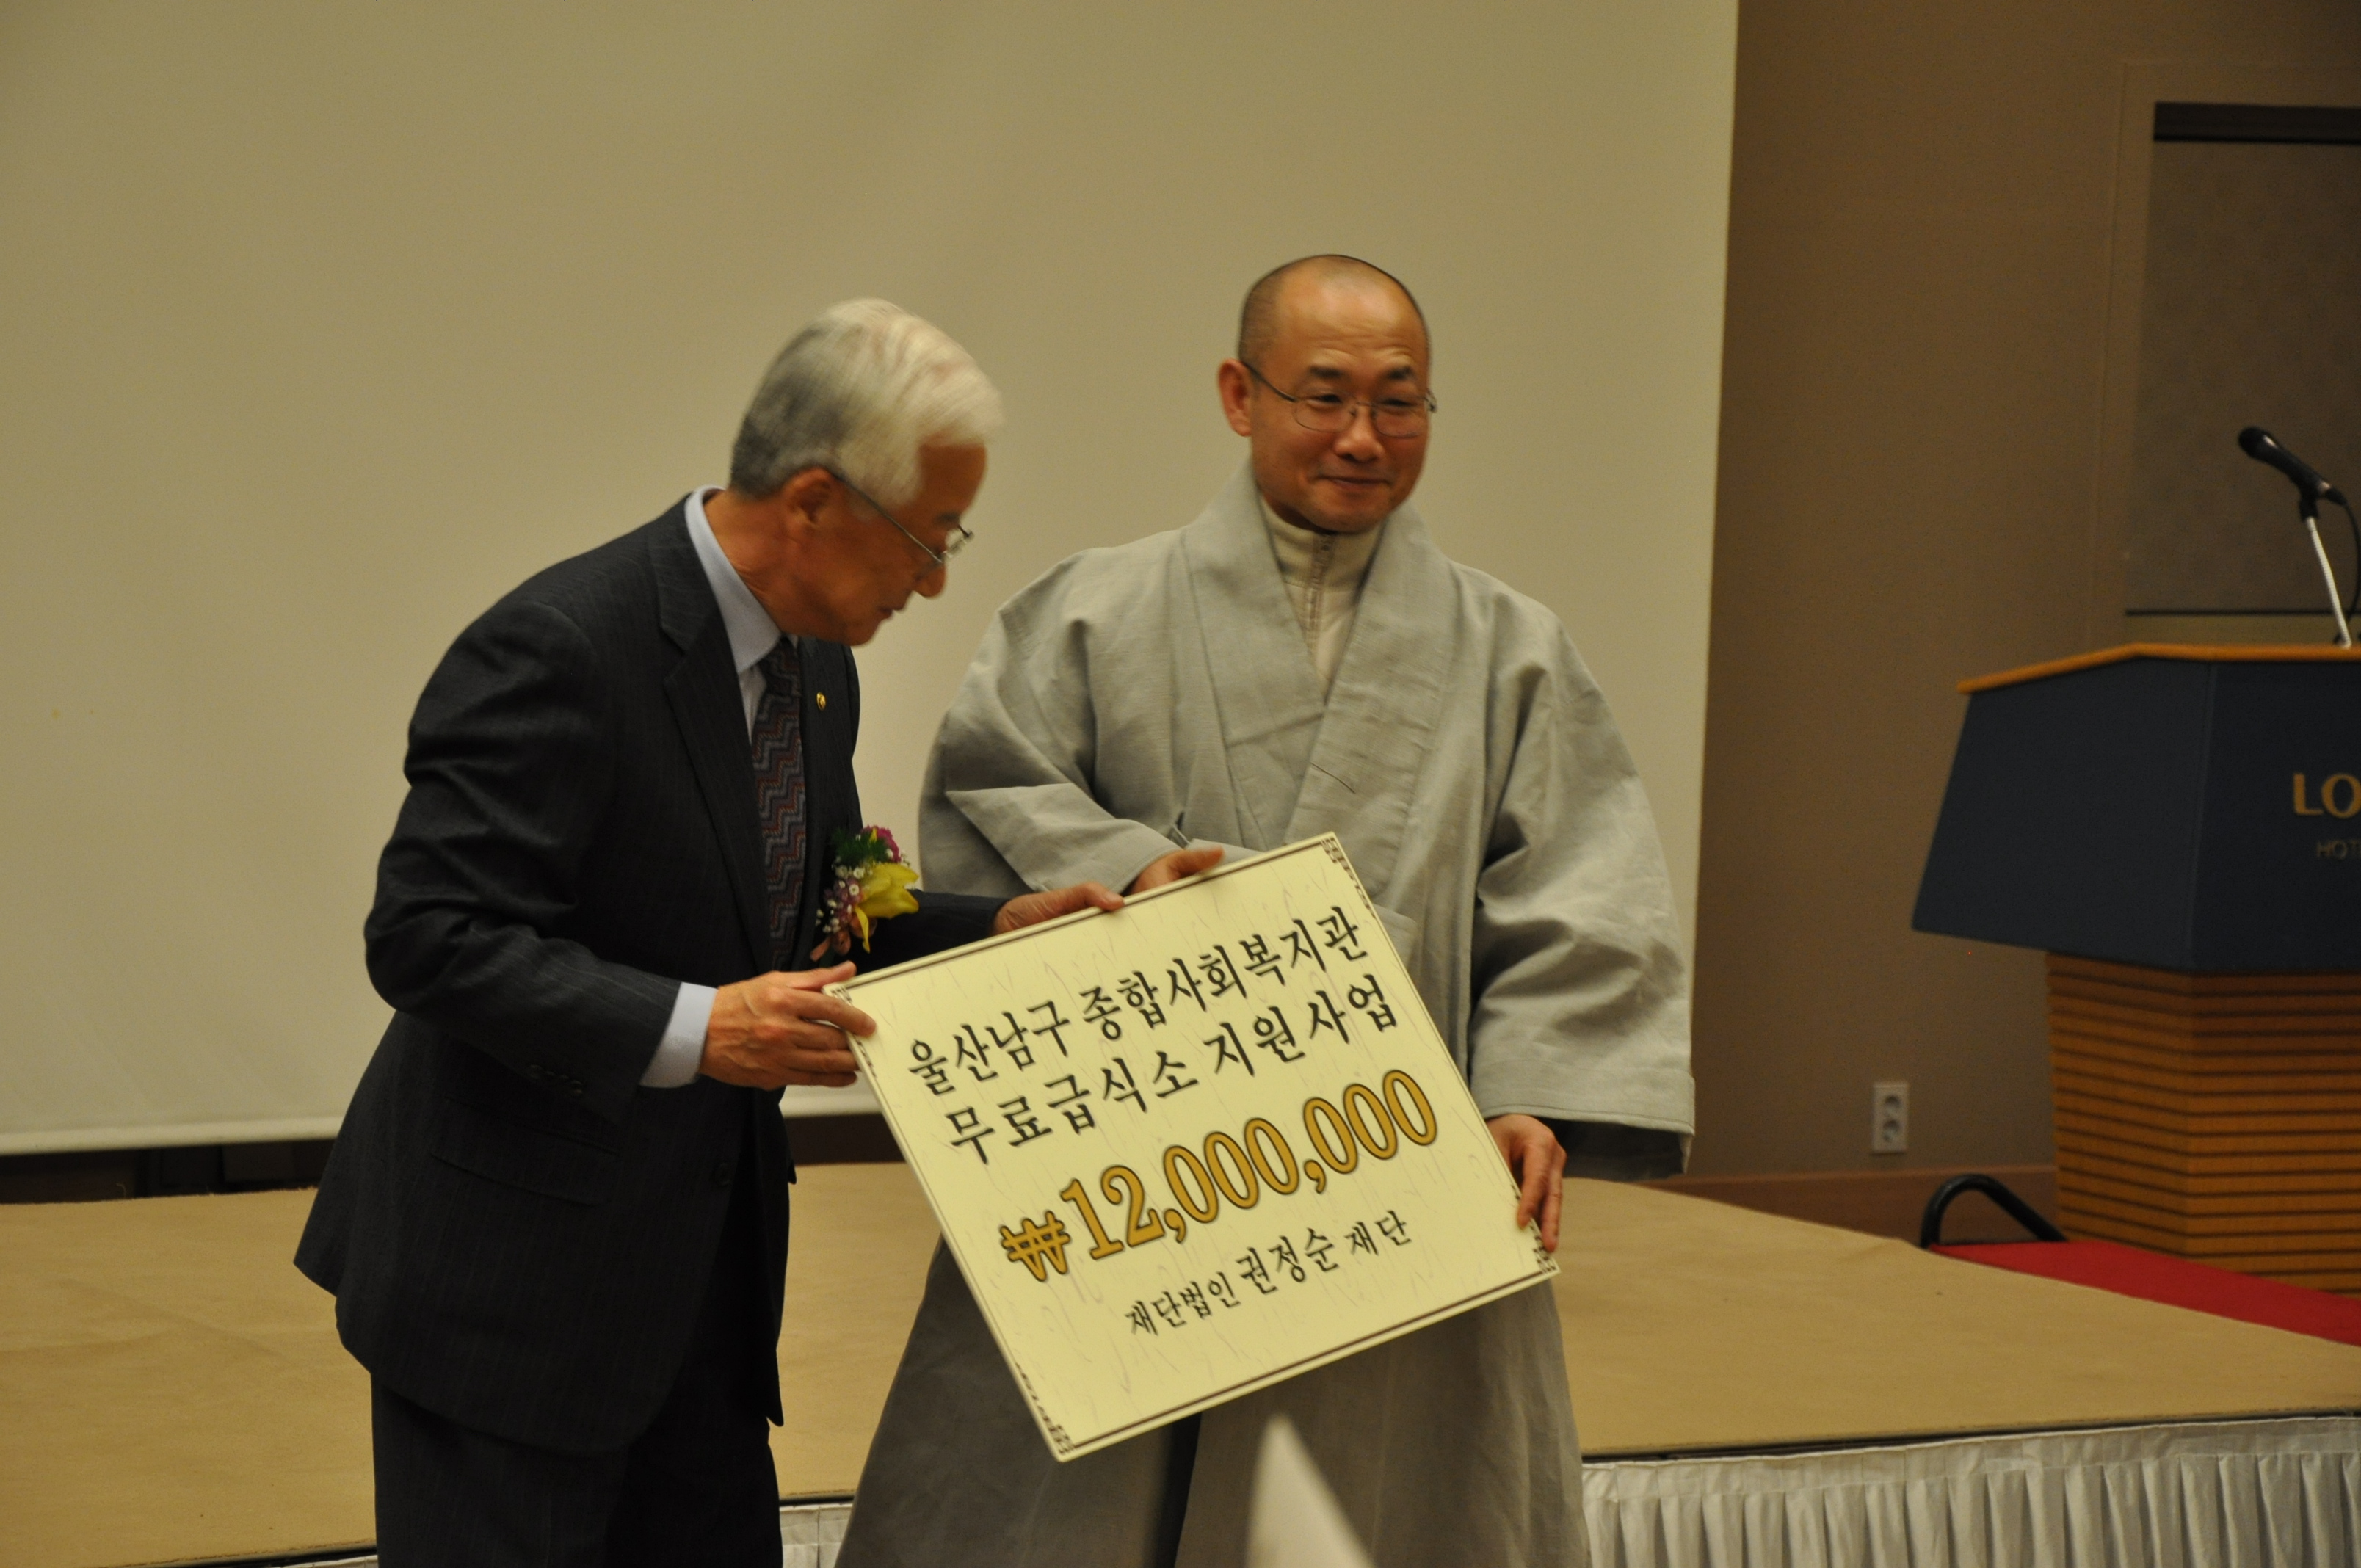 울산남구 종합사회복지관
무료급식소 지원사업
₩12,000,000
재단법인 권정순 재단
LO
HOT